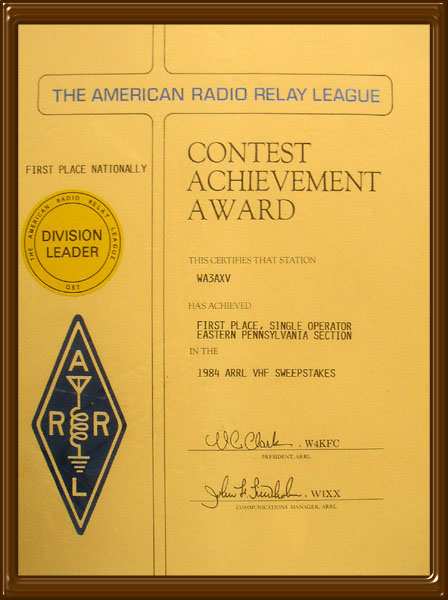 THE AMERICAN RADIO RELAY LEAGUE
FIRST PLACE NATIONALLY
CONTEST
ACHIEVEMENT
AWARD
THE AMERICAN RADIO RELAY LEAGUE
DIVISION
LEADER
THIS CERTIFIES THAT STATION
WA3AXV
HAS ACHIEVED
FIRST PLACE, SINGLE OPERATOR
EASTERN PENNSYLVANIA SECTION
IN THE
1984 ARRL VHF SWEEPSTAKES
A
R R
L
W.C. Clark, W4KFC
PRESIDENT, ARRL
W1XX
COMMUNICATIONS MANAGER, ARRL